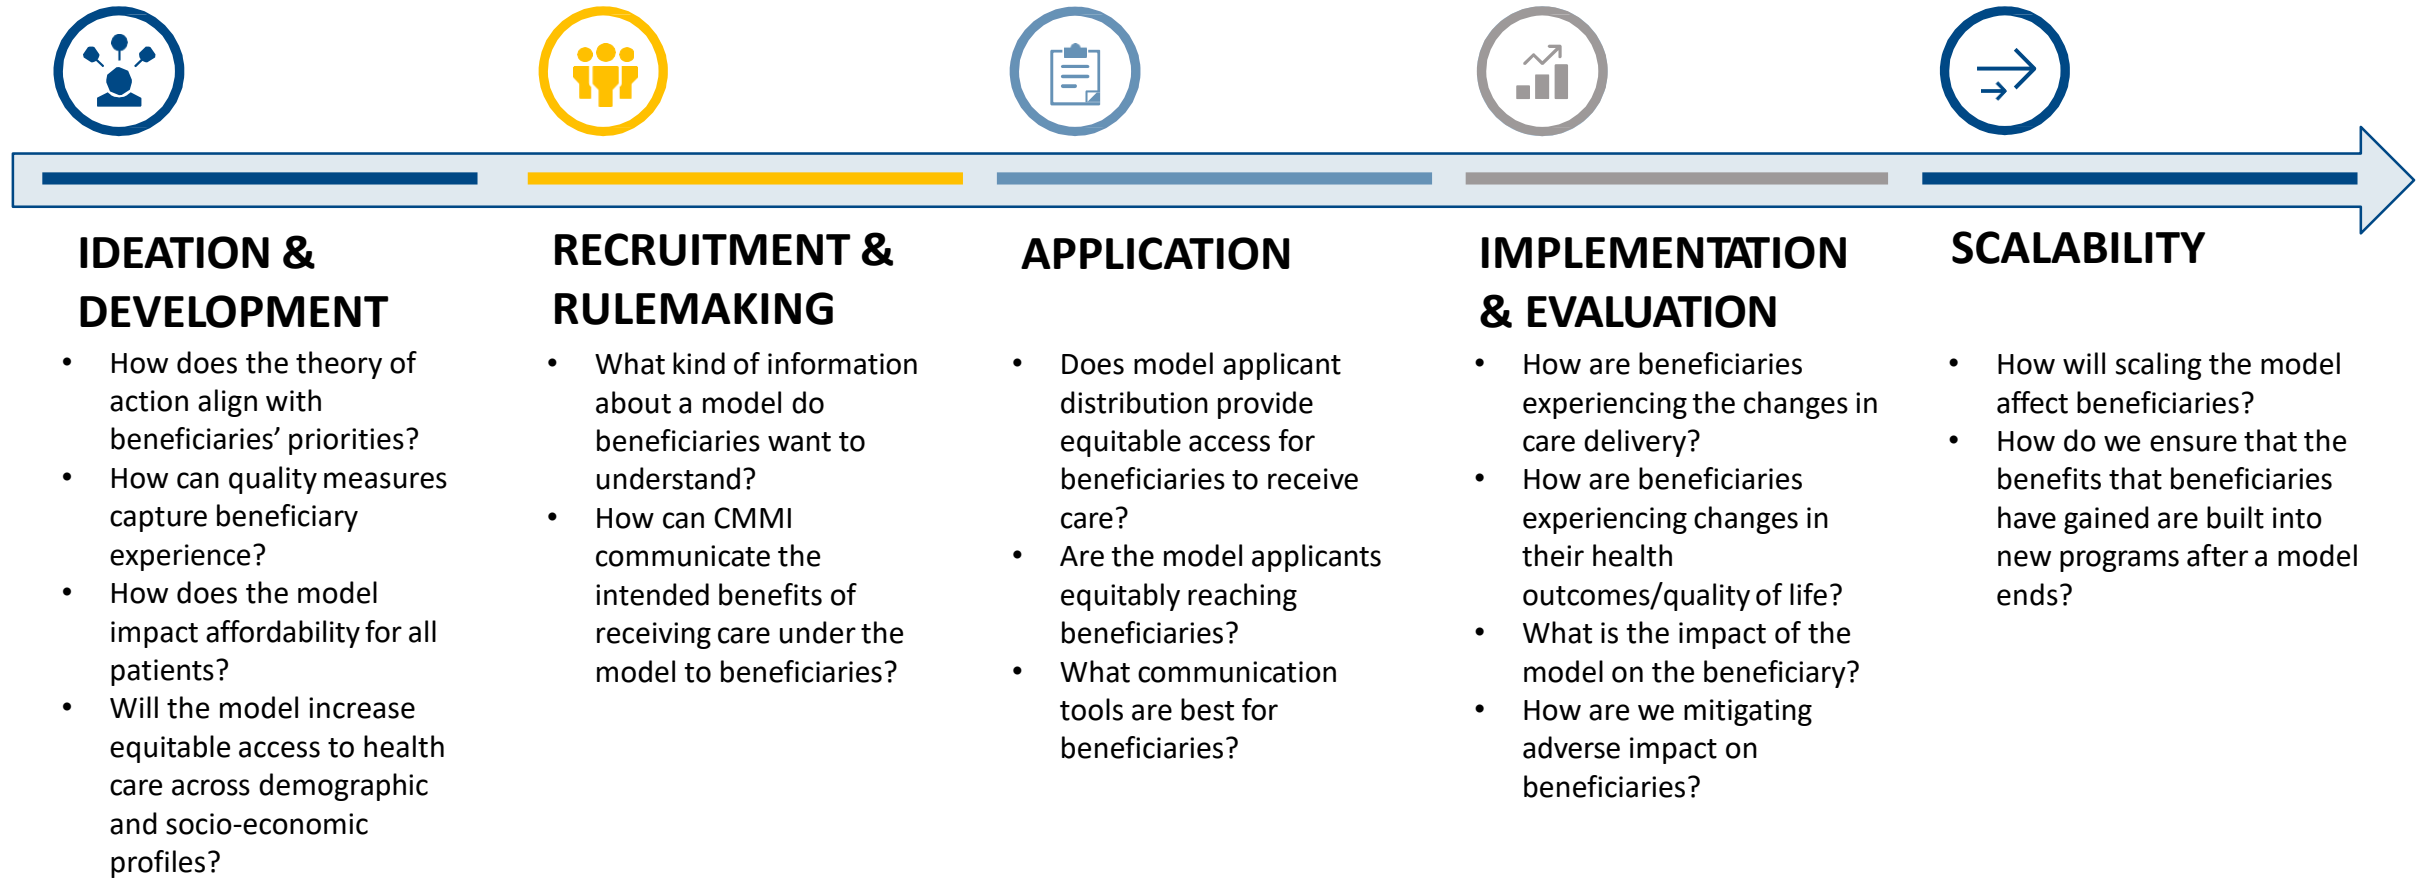 IDEATION &
DEVELOPMENT
• How does the theory of
action align with
beneficiaries’ priorities?
• How can quality measures
capture beneficiary
experience?
• How does the model
impact affordability for all
patients?
• Will the model increase
equitable access to health
care across demographic
and socio-economic
profiles?
RECRUITMENT &
RULEMAKING
• What kind of information
about a model do
beneficiaries want to
understand?
• How can CMMI
communicate the
intended benefits of
receiving care under the
model to beneficiaries?
APPLICATION
• Does model applicant
distribution provide
equitable access for
beneficiaries to receive
care?
• Are the model applicants
equitably reaching
beneficiaries?
• What communication
tools are best for
beneficiaries?
IMPLEMENTATION
& EVALUATION
• How are beneficiaries
experiencing the changes in
care delivery?
• How are beneficiaries
experiencing changes in
their health
outcomes/quality of life?
• What is the impact of the
model on the beneficiary?
• How are we mitigating
adverse impact on
beneficiaries?
SCALABILITY
• How will scaling the model
affect beneficiaries?
• How do we ensure that the
benefits that beneficiaries
have gained are built into
new programs after a model
ends?